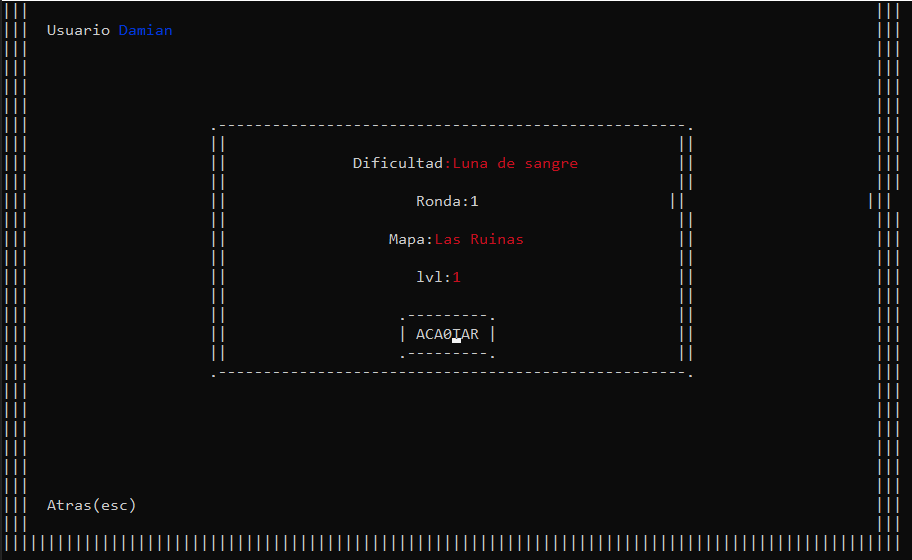 Usuario Damian
Dificultad:Luna de sangre
Ronda:1
Mapa:Las Ruinas
lvl:1
ACA0TAR
Atras(esc)